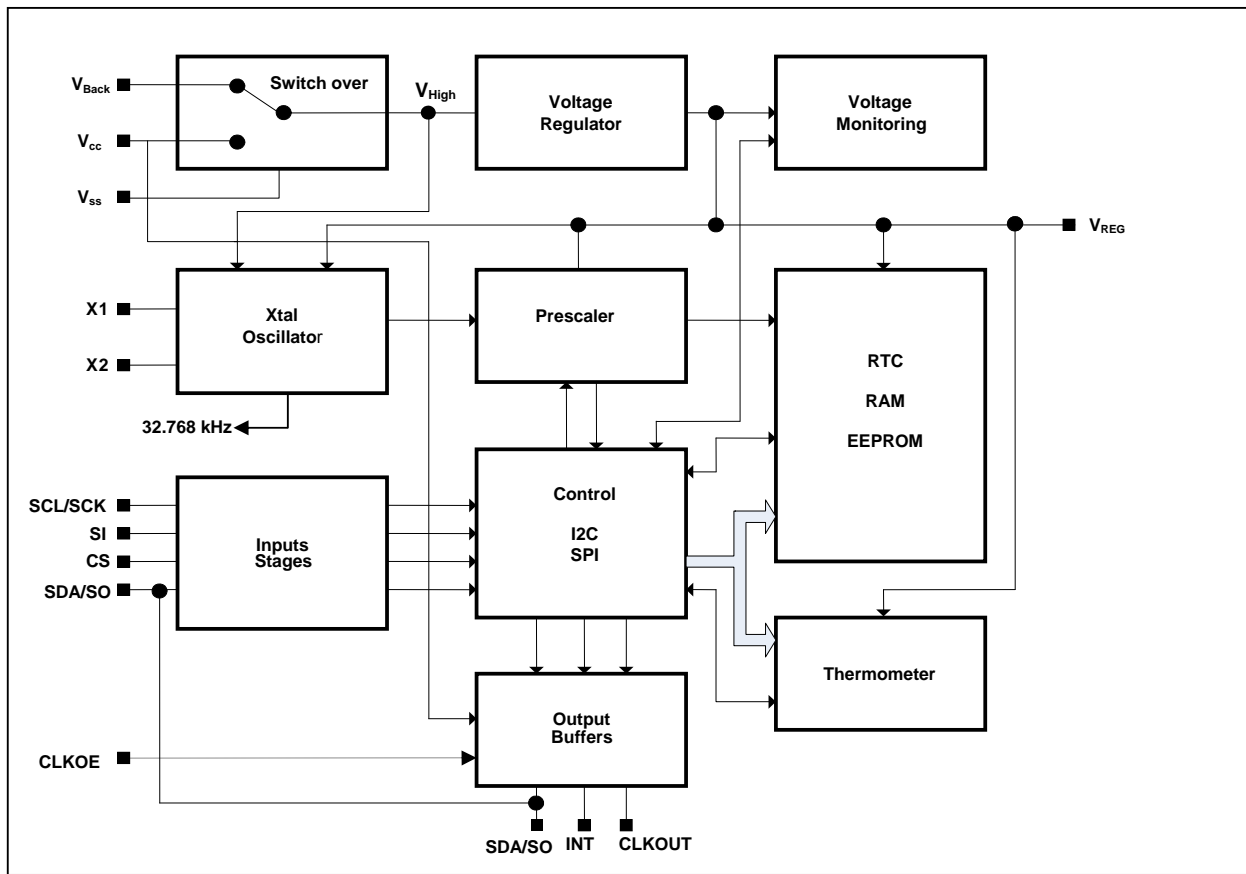 Switch over
V_Back
V_High
Voltage
Regulator
Voltage
Monitoring
V_cc
V_ss
V_REG
X1
X2
Xtal
Oscillator
Prescaler
RTC
RAM
EEPROM
32.768 kHz
SCL/SCK
SI
CS
SDA/SO
Inputs
Stages
Control
I2C
SPI
Thermometer
Output
Buffers
CLKOE
SDA/SO
INT
CLKOUT